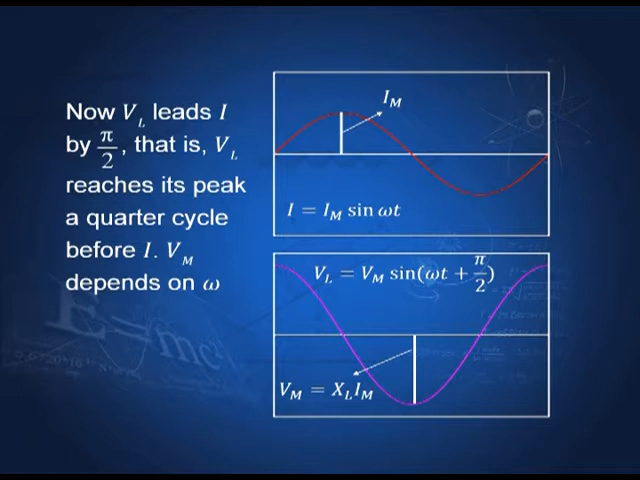 Now V_L leads I
by π/2, that is, V_L
reaches its peak
a quarter cycle
before I. V_M
depends on ω
I_M
I = I_M sin ωt
V_L = V_M sin(ωt + π/2)
V_M = X_L I_M
E=mc²